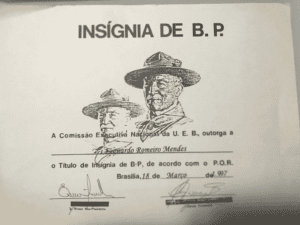 INSÍGNIA DE B.P.
A Comissão Executiva Nacional da U. E. B., outorga a
Eduardo Romeiro Mendes
o Título de Insígnia de B-P, de acordo com o P.O.R.
Brasília, 18 de Março de